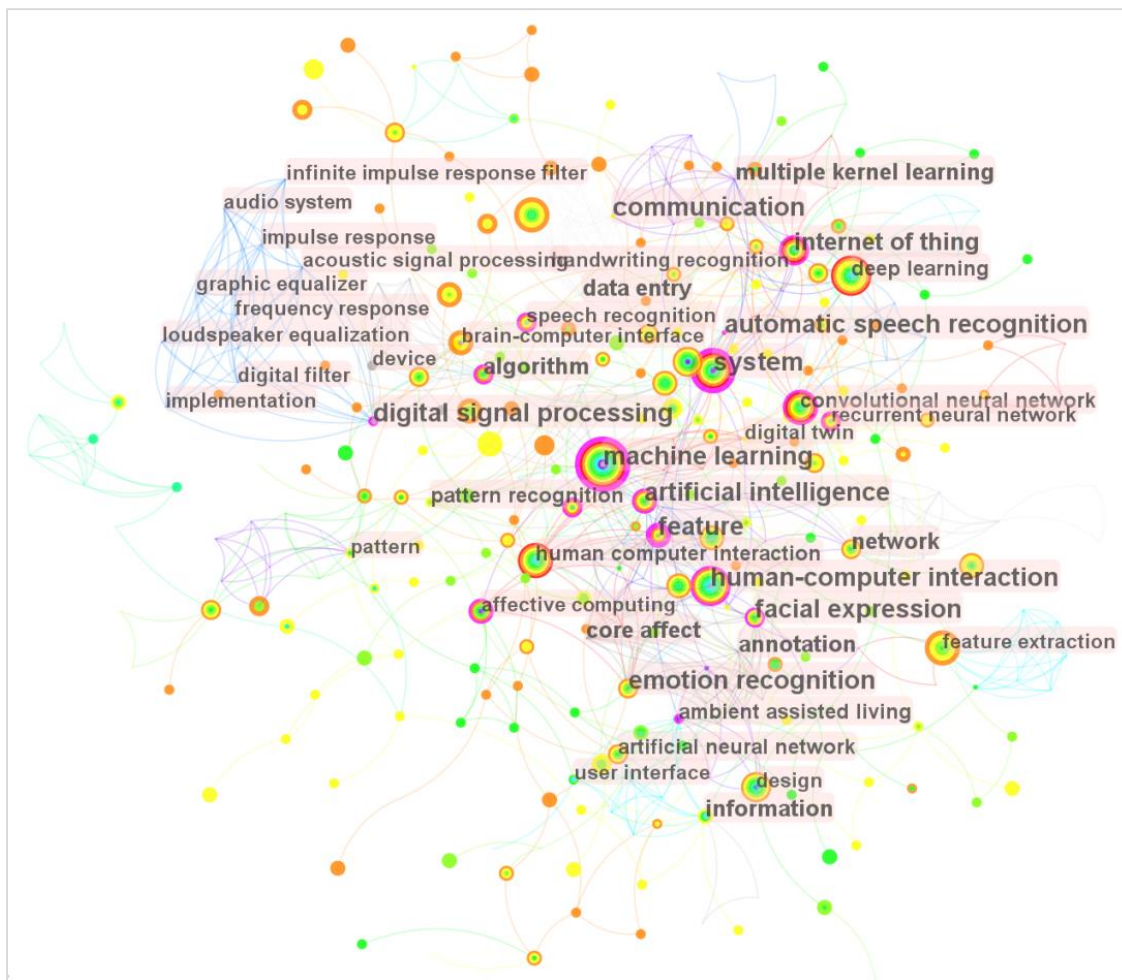 infinite impulse response filter
multiple kernel learning
audio system
communication
impulse response
internet of thing
acoustic signal processing
handwriting recognition
deep learning
graphic equalizer
data entry
frequency response
speech recognition
automatic speech recognition
loudspeaker equalization
brain-computer interface
device
algorithm
system
digital filter
implementation
convolutional neural network
digital signal processing
recurrent neural network
digital twin
machine learning
pattern recognition
artificial intelligence
feature
pattern
human computer interaction
network
human-computer interaction
affective computing
facial expression
core affect
annotation
feature extraction
emotion recognition
ambient assisted living
artificial neural network
user interface
design
information